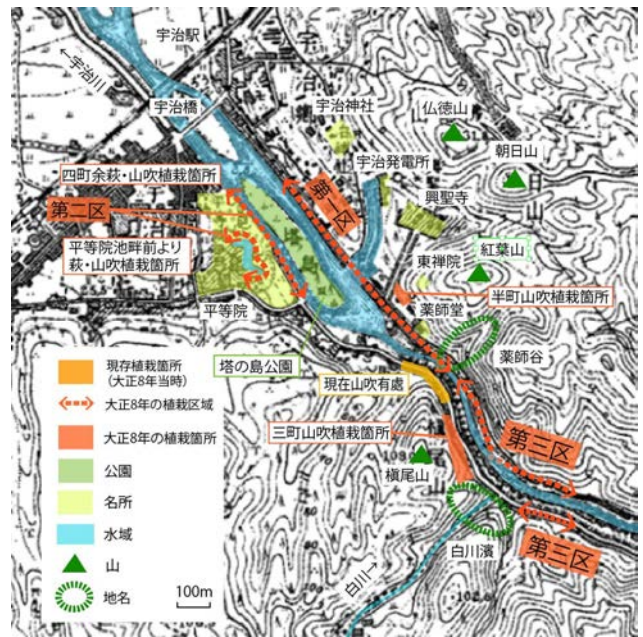 宇治駅
←宇治川
宇治橋
宇治神社
仏徳山
朝日山
四町余萩・山吹植栽箇所
宇治発電所
第一区
興聖寺
第二区
平等院池畔前より
萩・山吹植栽箇所
東禅院
紅葉山
平等院
薬師堂
半町山吹植栽箇所
塔の島公園
薬師谷
現在山吹有處
三町山吹植栽箇所
第三区
槇尾山
白川濱
第三区
白川→
現存植栽箇所
(大正8年当時)
大正8年の植栽区域
大正8年の植栽箇所
公園
名所
水域
山
地名
100m